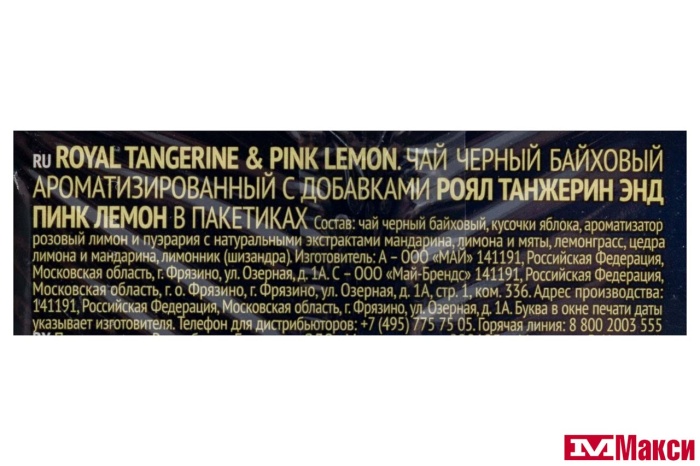 RU ROYAL TANGERINE & PINK LEMON. ЧАЙ ЧЕРНЫЙ БАЙХОВЫЙ
АРОМАТИЗИРОВАННЫЙ С ДОБАВКАМИ РОЯЛ ТАНЖЕРИН ЭНД
ПИНК ЛЕМОН В ПАКЕТИКАХ Состав: чай черный байховый, кусочки яблока, ароматизатор
розовый лимон и пуэрария с натуральными экстрактами мандарина, лимона и мяты, лемонграсс, цедра
лимона и мандарина, лимонник (шизандра). Изготовитель: А – ООО «МАЙ» 141191, Российская Федерация,
Московская область, г. Фрязино, ул. Озерная, д. 1А. С – ООО «Май-Брендс» 141191, Российская Федерация,
Московская область, г. о. Фрязино, г. Фрязино, ул. Озерная, д. 1А, стр. 1, ком. 336. Адрес производства:
141191, Российская Федерация, Московская область, г. Фрязино, ул. Озерная, д. 1А. Буква в окне печати даты
указывает изготовителя. Телефон для дистрибьюторов: +7 (495) 775 75 05. Горячая линия: 8 800 2003 555
Макси